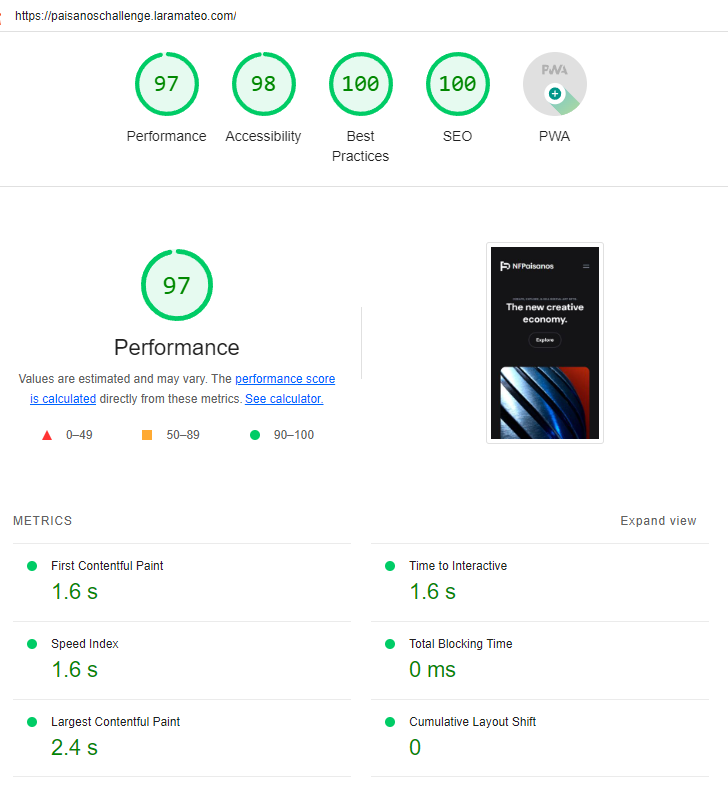 https://paisanoschallenge.laramateo.com/
97
98
100
100
PWA
Performance
Accessibility
Best
Practices
SEO
PWA
97
Performance
Values are estimated and may vary. The performance score
is calculated directly from these metrics. See calculator.
0–49
50–89
90–100
NFPaisanos
The new creative
economy.
Explore
METRICS
Expand view
First Contentful Paint
1.6 s
Time to Interactive
1.6 s
Speed Index
1.6 s
Total Blocking Time
0 ms
Largest Contentful Paint
2.4 s
Cumulative Layout Shift
0